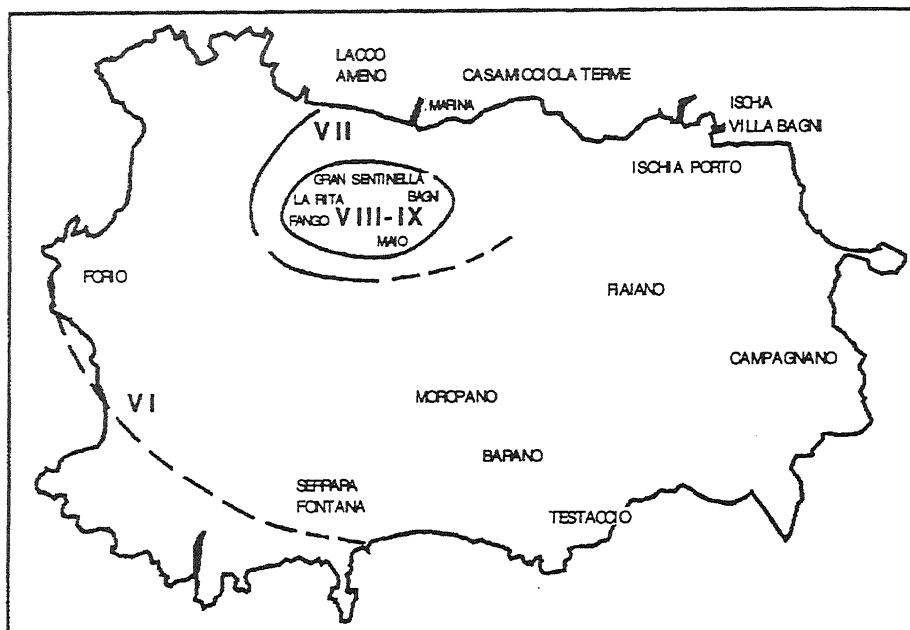 LACCO
AMENO
CASAMICCIOLA TERME
MARINA
ISCHA
VILLA BAGNI
VII
ISCHIA PORTO
GRAN SENTINELLA
LA RITA
BAGNI
FANGO
VIII-IX
MAIO
FORIO
FIAIANO
CAMPAGNANO
VI
MOROPANO
BARANO
SERRARA
FONTANA
TESTACCIO